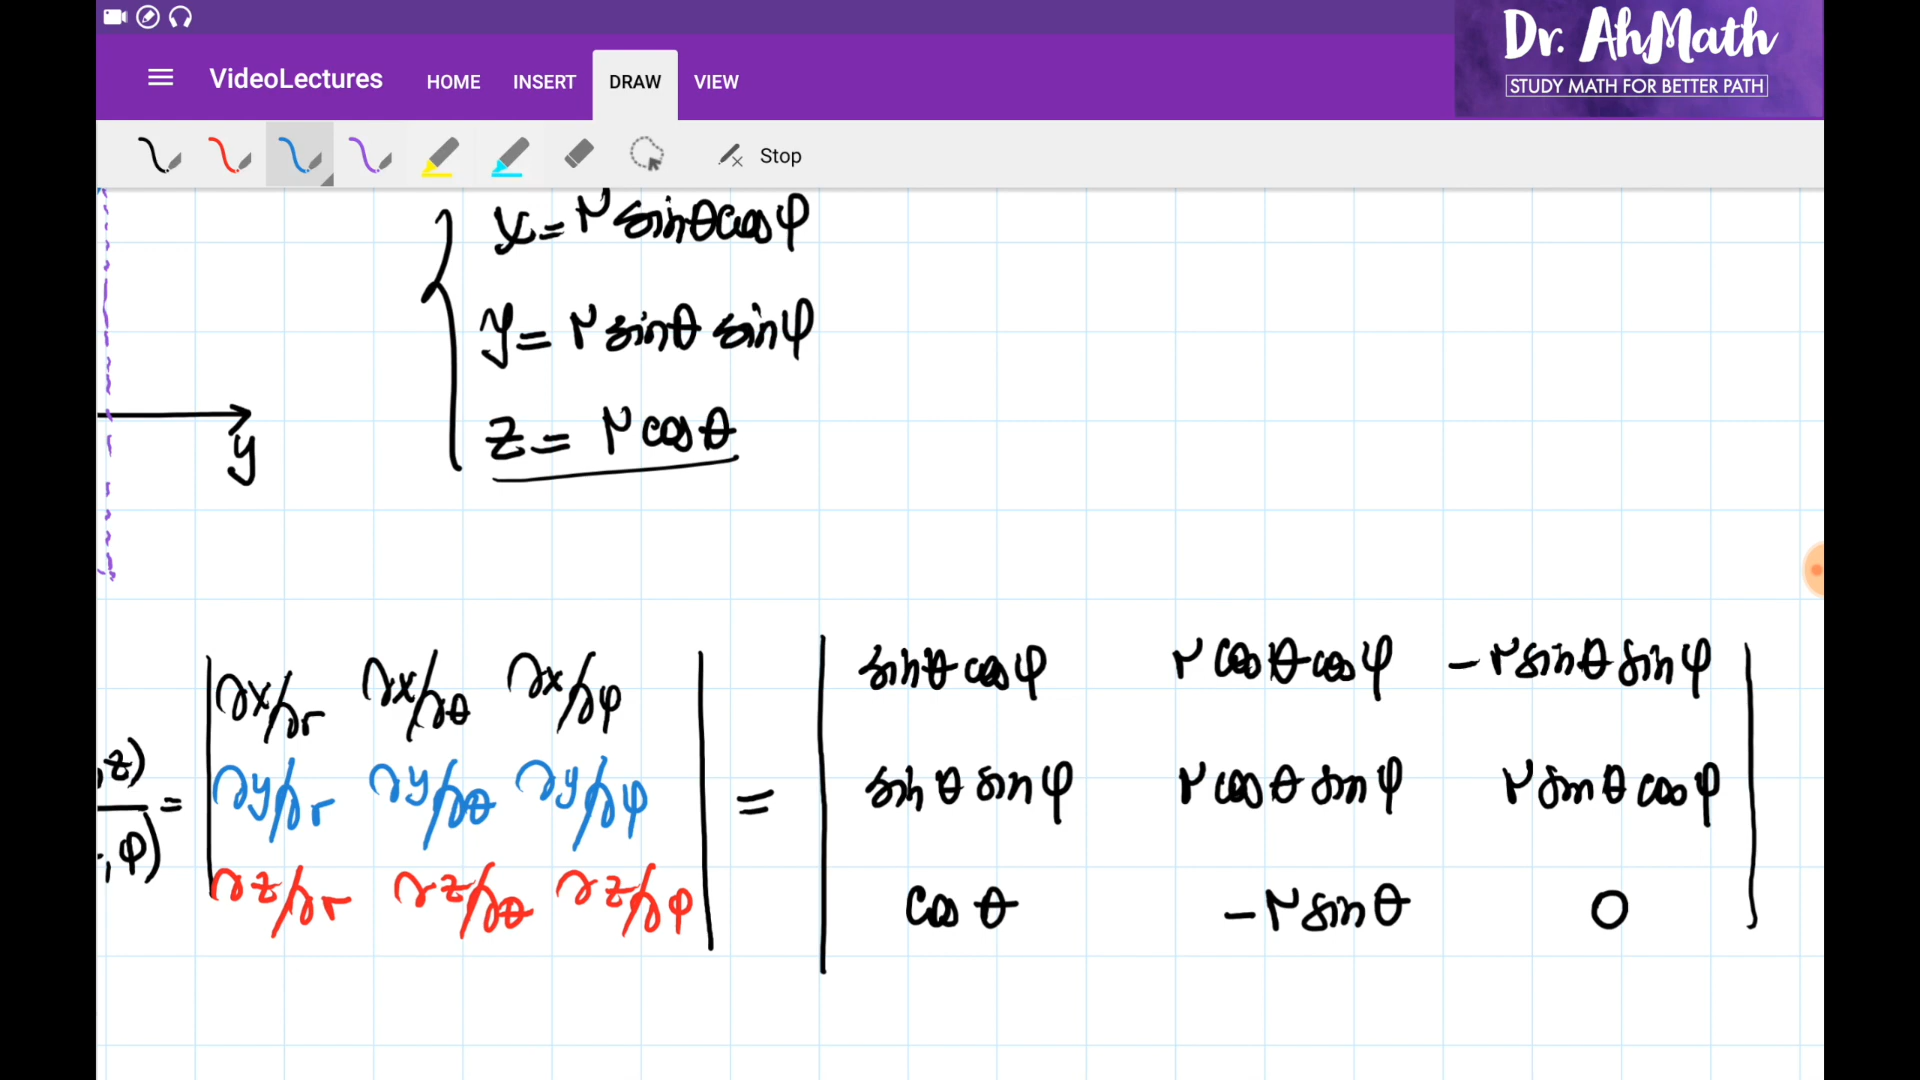 Dr. AhMath
STUDY MATH FOR BETTER PATH
VideoLectures HOME INSERT DRAW VIEW
Stop
x = r sinθ cosφ
y = r sinθ sinφ
z = r cosθ
y
∂x/∂r ∂x/∂θ ∂x/∂φ
sinθ cosφ r cosθ cosφ - r sinθ sinφ
,z)
∂y/∂r ∂y/∂θ ∂y/∂φ
sinθ sinφ r cosθ sinφ r sinθ cosφ
= =
,φ)
∂z/∂r ∂z/∂θ ∂z/∂φ
cosθ - r sinθ 0